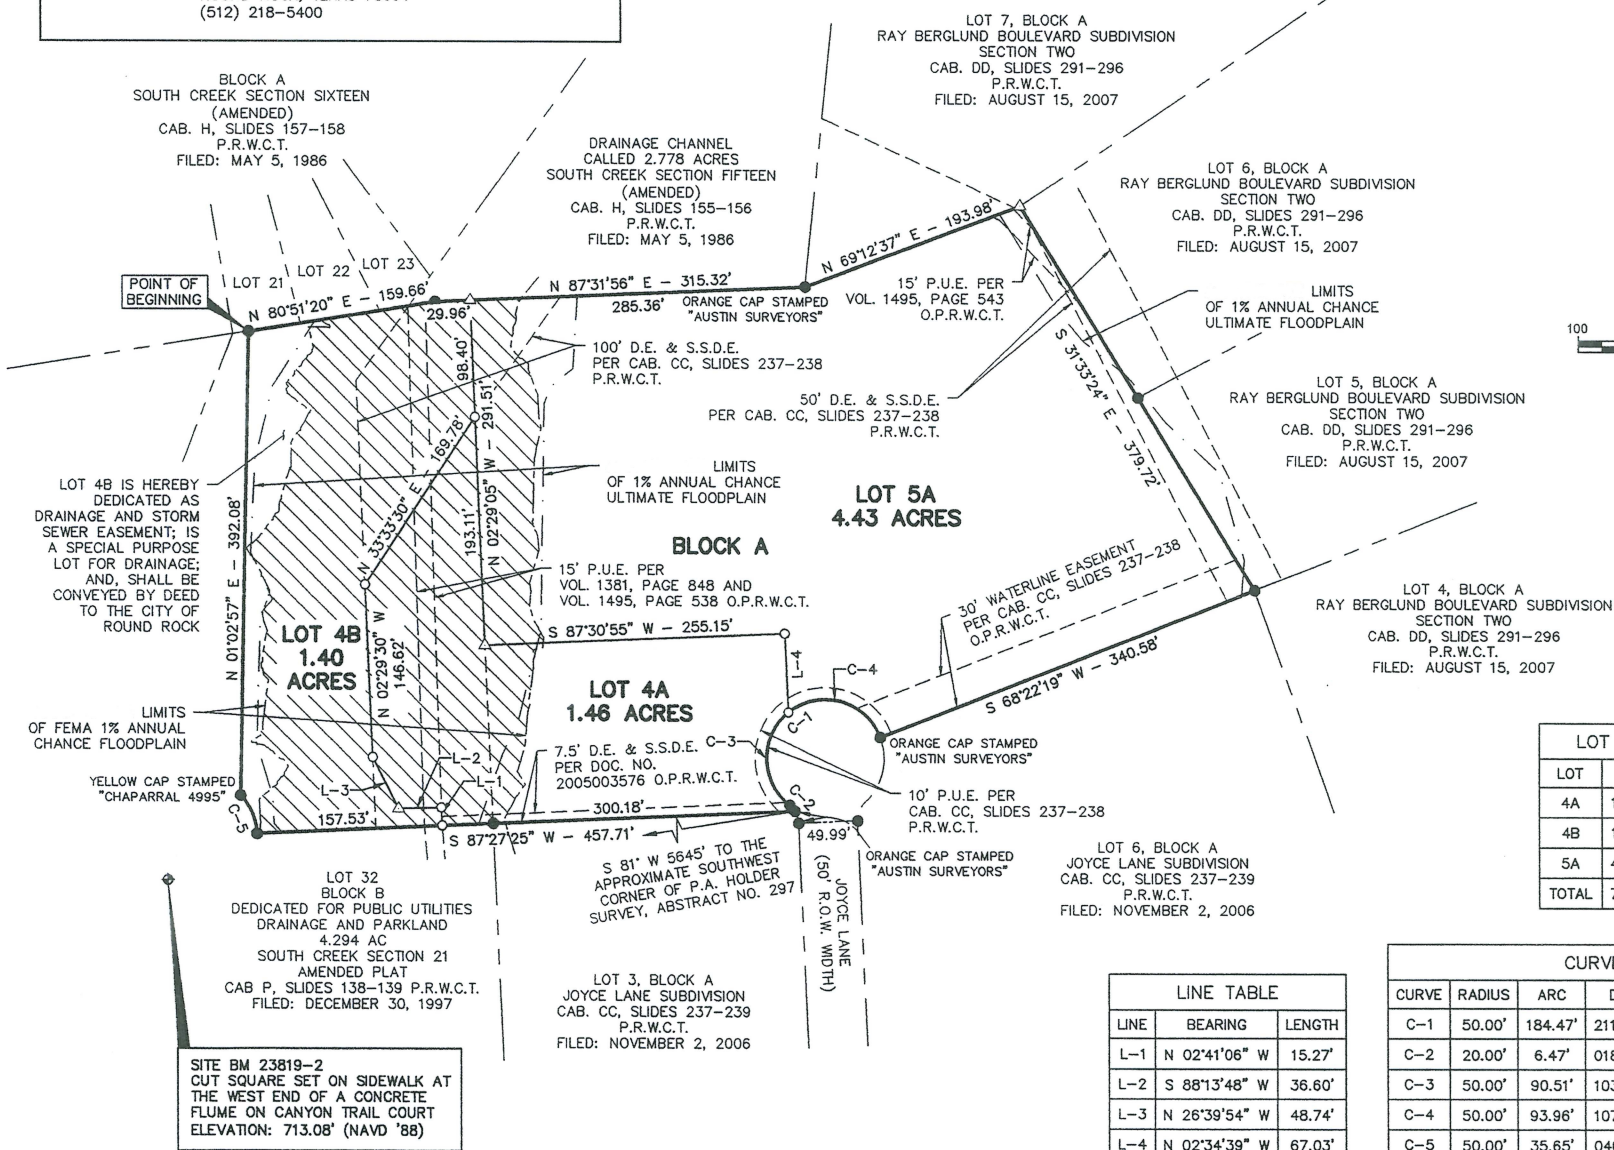 (512) 218-5400
BLOCK A
SOUTH CREEK SECTION SIXTEEN
(AMENDED)
CAB. H, SLIDES 157-158
P.R.W.C.T.
FILED: MAY 5, 1986
DRAINAGE CHANNEL
CALLED 2.778 ACRES
SOUTH CREEK SECTION FIFTEEN
(AMENDED)
CAB. H, SLIDES 155-156
P.R.W.C.T.
FILED: MAY 5, 1986
LOT 7, BLOCK A
RAY BERGLUND BOULEVARD SUBDIVISION
SECTION TWO
CAB. DD, SLIDES 291-296
P.R.W.C.T.
FILED: AUGUST 15, 2007
LOT 6, BLOCK A
RAY BERGLUND BOULEVARD SUBDIVISION
SECTION TWO
CAB. DD, SLIDES 291-296
P.R.W.C.T.
FILED: AUGUST 15, 2007
POINT OF
BEGINNING
LOT 21
LOT 22
LOT 23
N 80°51'20" E - 159.66'
29.96'
N 87°31'56" E - 315.32'
285.36'
ORANGE CAP STAMPED
"AUSTIN SURVEYORS"
N 69°12'37" E - 193.98'
15' P.U.E. PER
VOL. 1495, PAGE 543
O.P.R.W.C.T.
LIMITS
OF 1% ANNUAL CHANCE
ULTIMATE FLOODPLAIN
100
100' D.E. & S.S.D.E.
PER CAB. CC, SLIDES 237-238
P.R.W.C.T.
50' D.E. & S.S.D.E.
PER CAB. CC, SLIDES 237-238
P.R.W.C.T.
S 31°33'24" E - 379.72'
LOT 5, BLOCK A
RAY BERGLUND BOULEVARD SUBDIVISION
SECTION TWO
CAB. DD, SLIDES 291-296
P.R.W.C.T.
FILED: AUGUST 15, 2007
98.40'
N 02°29'05" W - 291.51'
193.11'
N 33°33'30" E
169.78'
LIMITS
OF 1% ANNUAL CHANCE
ULTIMATE FLOODPLAIN
LOT 5A
4.43 ACRES
BLOCK A
LOT 4B IS HEREBY
DEDICATED AS
DRAINAGE AND STORM
SEWER EASEMENT; IS
A SPECIAL PURPOSE
LOT FOR DRAINAGE;
AND, SHALL BE
CONVEYED BY DEED
TO THE CITY OF
ROUND ROCK
N 01°02'57" E - 392.08'
15' P.U.E. PER
VOL. 1381, PAGE 848 AND
VOL. 1495, PAGE 538 O.P.R.W.C.T.
30' WATERLINE EASEMENT
PER CAB. CC, SLIDES 237-238
O.P.R.W.C.T.
LOT 4, BLOCK A
RAY BERGLUND BOULEVARD SUBDIVISION
SECTION TWO
CAB. DD, SLIDES 291-296
P.R.W.C.T.
FILED: AUGUST 15, 2007
LOT 4B
1.40
ACRES
N 02°29'30" W
146.62'
S 87°30'55" W - 255.15'
L-4
C-4
S 68°22'19" W - 340.58'
LOT 4A
1.46 ACRES
LIMITS
OF FEMA 1% ANNUAL
CHANCE FLOODPLAIN
YELLOW CAP STAMPED
"CHAPARRAL 4995"
C-5
L-3
L-2
L-1
7.5' D.E. & S.S.D.E.
PER DOC. NO.
2005003576 O.P.R.W.C.T.
C-3
C-1
C-2
ORANGE CAP STAMPED
"AUSTIN SURVEYORS"
10' P.U.E. PER
CAB. CC, SLIDES 237-238
P.R.W.C.T.
157.53'
300.18'
S 87°27'25" W - 457.71'
49.99'
ORANGE CAP STAMPED
"AUSTIN SURVEYORS"
S 81° W 5645' TO THE
APPROXIMATE SOUTHWEST
CORNER OF P.A. HOLDER
SURVEY, ABSTRACT NO. 297
JOYCE LANE
(50' R.O.W. WIDTH)
LOT 6, BLOCK A
JOYCE LANE SUBDIVISION
CAB. CC, SLIDES 237-239
P.R.W.C.T.
FILED: NOVEMBER 2, 2006
LOT 32
BLOCK B
DEDICATED FOR PUBLIC UTILITIES
DRAINAGE AND PARKLAND
4.294 AC
SOUTH CREEK SECTION 21
AMENDED PLAT
CAB P, SLIDES 138-139 P.R.W.C.T.
FILED: DECEMBER 30, 1997
LOT 3, BLOCK A
JOYCE LANE SUBDIVISION
CAB. CC, SLIDES 237-239
P.R.W.C.T.
FILED: NOVEMBER 2, 2006
SITE BM 23819-2
CUT SQUARE SET ON SIDEWALK AT
THE WEST END OF A CONCRETE
FLUME ON CANYON TRAIL COURT
ELEVATION: 713.08' (NAVD '88)
LOT
LOT
4A
4B
5A
TOTAL
LINE TABLE
LINE BEARING LENGTH
L-1 N 02°41'06" W 15.27'
L-2 S 88°13'48" W 36.60'
L-3 N 26°39'54" W 48.74'
L-4 N 02°34'39" W 67.03'
CURVE
CURVE RADIUS ARC
C-1 50.00' 184.47' 211
C-2 20.00' 6.47' 018
C-3 50.00' 90.51' 103
C-4 50.00' 93.96' 107
C-5 50.00' 35.65' 040